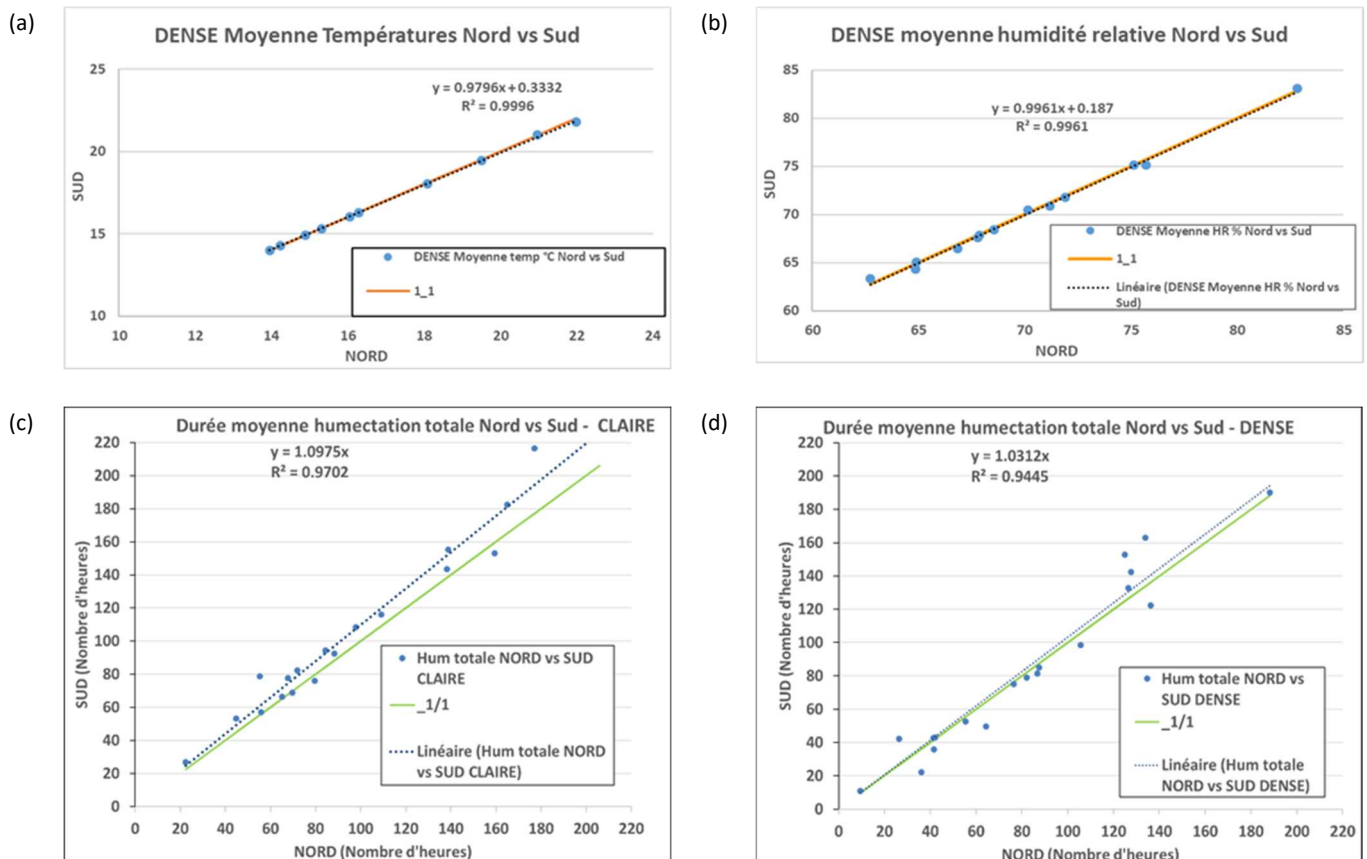 (a)
DENSE Moyenne Températures Nord vs Sud
25
y = 0.9796x + 0.3332
R² = 0.9996
20
SUD
15
DENSE Moyenne temp °C Nord vs Sud
1_1
10
10 12 14 16 18 20 22 24
NORD
(b)
DENSE moyenne humidité relative Nord vs Sud
85
y = 0.9961x + 0.187
R² = 0.9961
80
75
SUD
70
DENSE Moyenne HR % Nord vs Sud
65
1_1
Linéaire (DENSE Moyenne HR % Nord vs
Sud)
60
60 65 70 75 80 85
NORD
(c)
Durée moyenne humectation totale Nord vs Sud - CLAIRE
y = 1.0975x
R² = 0.9702
220
200
180
160
140
120
100
80
60
40
20
0
SUD (Nombre d'heures)
Hum totale NORD vs SUD
CLAIRE
_1/1
Linéaire (Hum totale NORD
vs SUD CLAIRE)
0 20 40 60 80 100 120 140 160 180 200 220
NORD (Nombre d'heures)
(d)
Durée moyenne humectation totale Nord vs Sud - DENSE
y = 1.0312x
R² = 0.9445
220
200
180
160
140
120
100
80
60
40
20
0
SUD (Nombre d'heures)
Hum totale NORD vs
SUD DENSE
_1/1
Linéaire (Hum totale
NORD vs SUD DENSE)
0 20 40 60 80 100 120 140 160 180 200 220
NORD (Nombre d'heures)